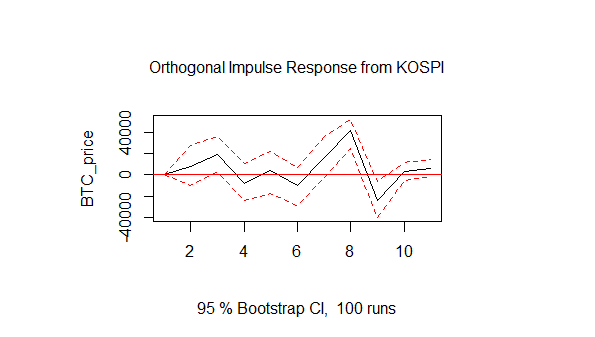 Orthogonal Impulse Response from KOSPI
BTC_price
40000
0
-40000
2 4 6 8 10
95 % Bootstrap CI, 100 runs